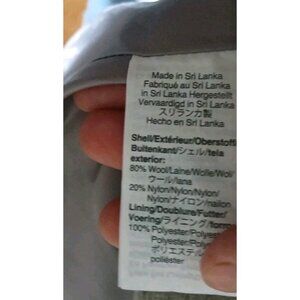 Made in Sri Lanka
Fabriqué au Sri Lanka
in Sri Lanka Hergestellt
Vervaardigd in Sri Lanka
スリランカ製
Hecho en Sri Lanka
Shell/Extérieur/Oberstoff/
Buitenkant/シェル/tela
exterior:
80% Wool/Laine/Wolle/Wol/
ウール/lana
20% Nylon/Nylon/Nylon/
Nylon/ナイロン/nailon
Lining/Doublure/Futter/
Voering/ライニング/forro
100% Polyester/Polyester/
Polyester/Polyester/
ポリエステル
poliéster